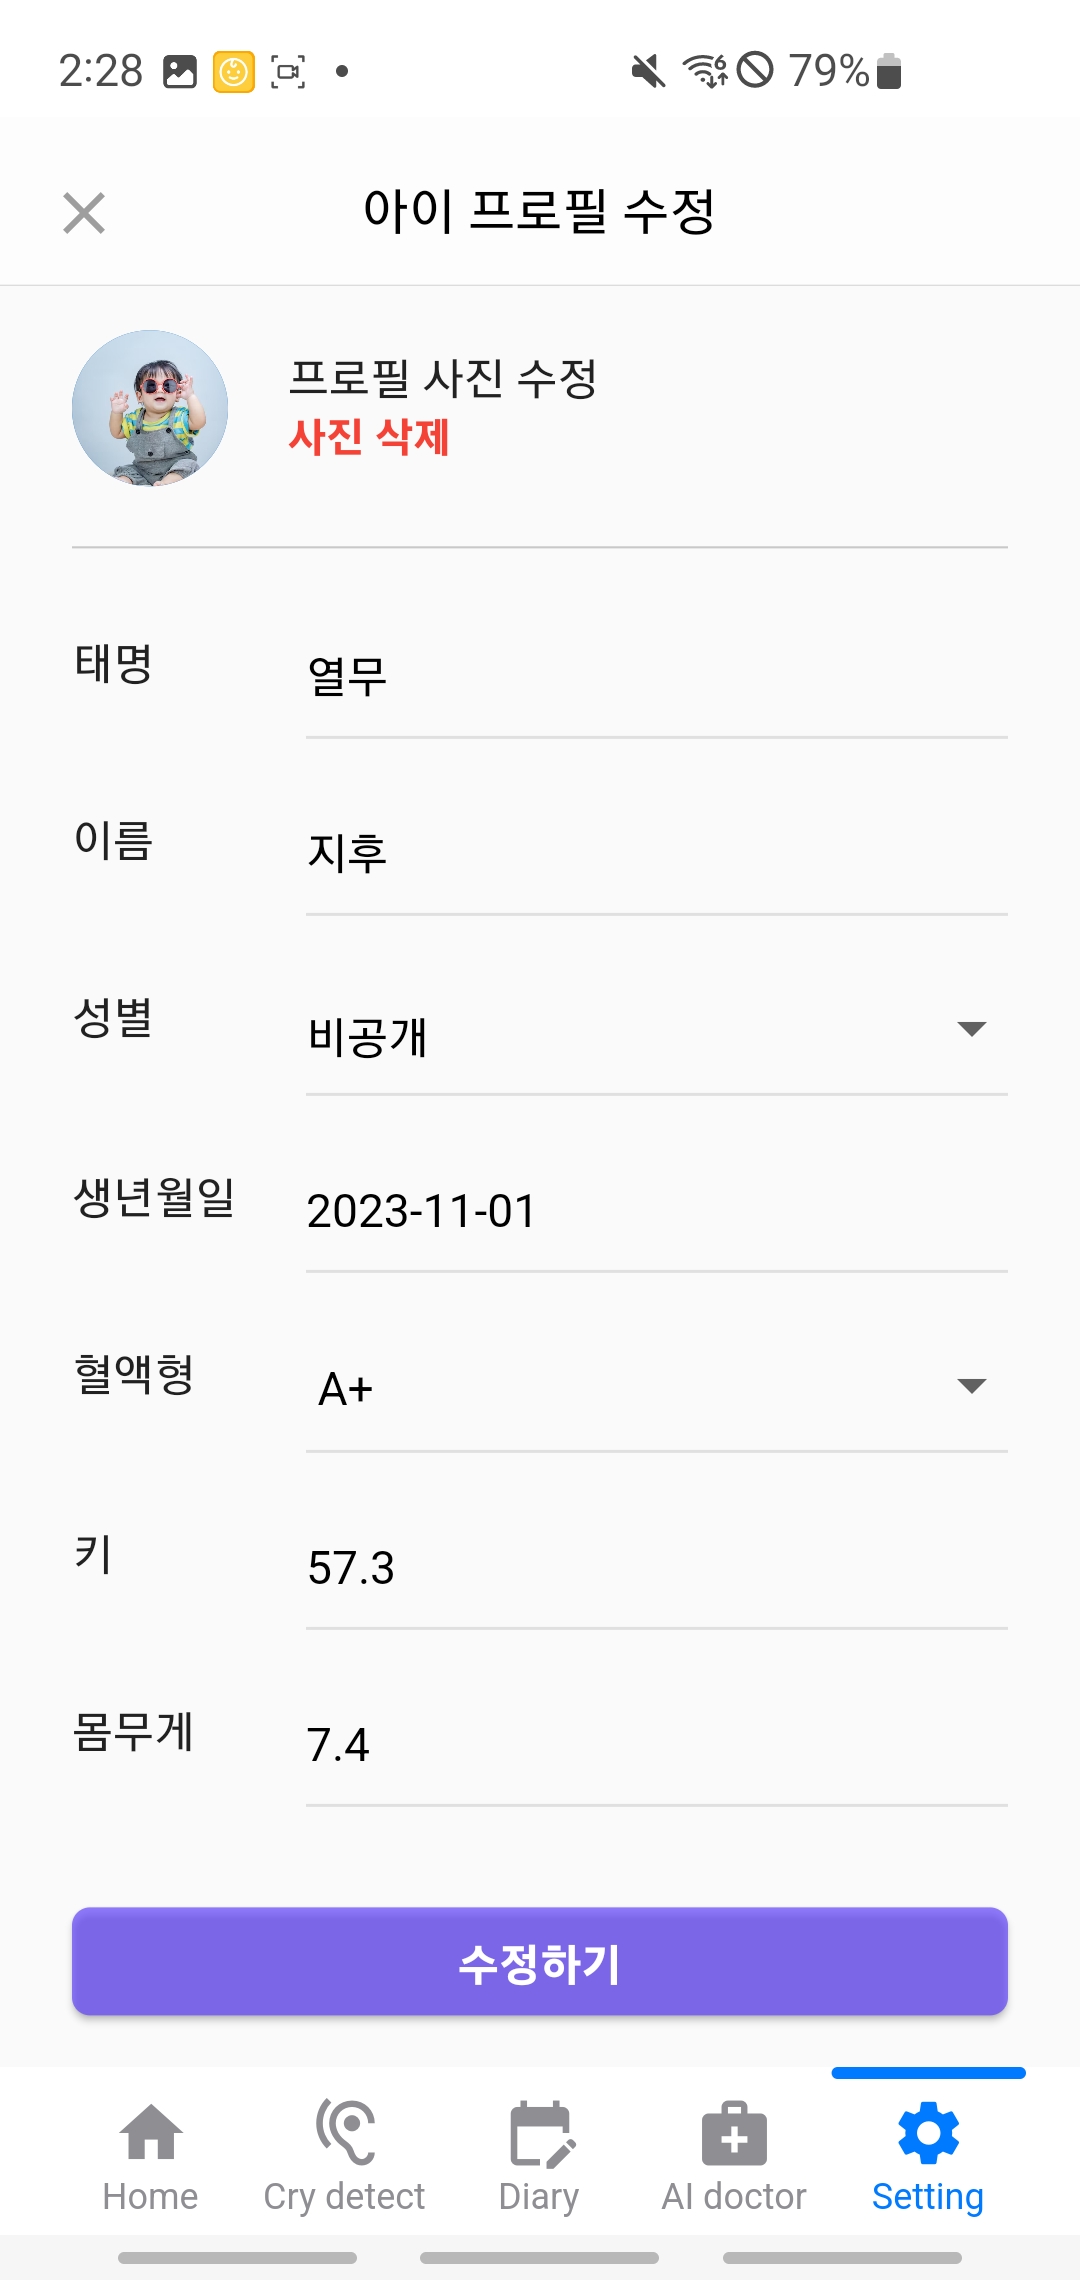 2:28 79%
아이 프로필 수정
프로필 사진 수정
사진 삭제
태명
열무
이름
지후
성별
비공개
생년월일
2023-11-01
혈액형
A+
키
57.3
몸무게
7.4
수정하기
Home Cry detect Diary AI doctor Setting